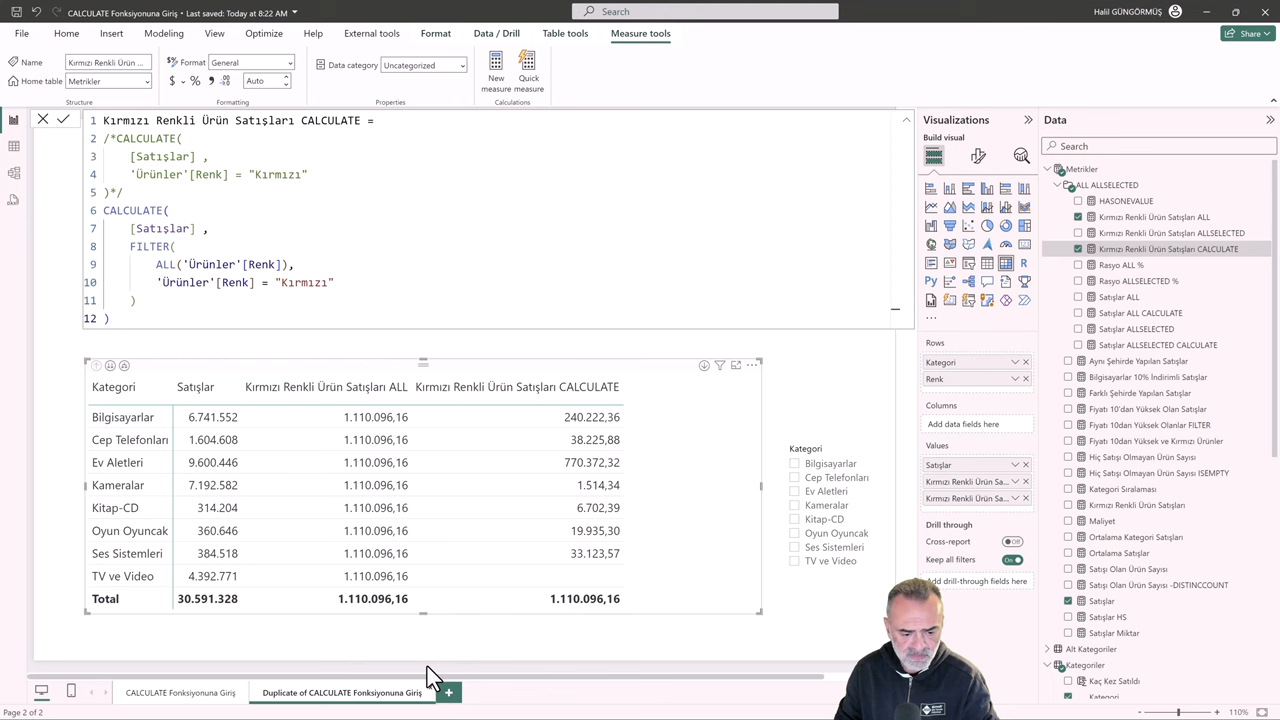 CALCULATE Fonksiyonuna Giriş • Last saved: Today at 8:22 AM
Search
Halil GÜNGÖRMÜŞ
File Home Insert Modeling View Optimize Help External tools Format Data / Drill Table tools Measure tools
Share
Name Kırmızı Renkli Ürün ...
Home table Metrikler
Structure
Format General
$ % Auto
Formatting
Data category Uncategorized
Properties
New measure
Quick measure
Calculations
1 Kırmızı Renkli Ürün Satışları CALCULATE =
2 /*CALCULATE(
3 [Satışlar] ,
4 'Ürünler'[Renk] = "Kırmızı"
5 )*/
6 CALCULATE(
7 [Satışlar] ,
8 FILTER(
9 ALL('Ürünler'[Renk]),
10 'Ürünler'[Renk] = "Kırmızı"
11 )
12 )
Kategori Satışlar Kırmızı Renkli Ürün Satışları ALL Kırmızı Renkli Ürün Satışları CALCULATE
Bilgisayarlar 6.741.552 1.110.096,16 240.222,36
Cep Telefonları 1.604.608 1.110.096,16 38.225,88
Ev Aletleri 9.600.446 1.110.096,16 770.372,32
Kameralar 7.192.582 1.110.096,16 1.514,34
Kitap-CD 314.204 1.110.096,16 6.702,39
Oyun Oyuncak 360.646 1.110.096,16 19.935,30
Ses Sistemleri 384.518 1.110.096,16 33.123,57
TV ve Video 4.392.771 1.110.096,16
Total 30.591.328 1.110.096,16 1.110.096,16
Kategori
Bilgisayarlar
Cep Telefonları
Ev Aletleri
Kameralar
Kitap-CD
Oyun Oyuncak
Ses Sistemleri
TV ve Video
Visualizations
Build visual
Rows
Kategori
Renk
Columns
Add data fields here
Values
Satışlar
Kırmızı Renkli Ürün Sa...
Kırmızı Renkli Ürün Sa...
Drill through
Cross-report Off
Keep all filters On
Add drill-through fields here
Data
Search
Metrikler
ALL ALLSELECTED
HASONEVALUE
Kırmızı Renkli Ürün Satışları ALL
Kırmızı Renkli Ürün Satışları ALLSELECTED
Kırmızı Renkli Ürün Satışları CALCULATE
Rasyo ALL %
Rasyo ALLSELECTED %
Satışlar ALL
Satışlar ALL CALCULATE
Satışlar ALLSELECTED
Satışlar ALLSELECTED CALCULATE
Aynı Şehirde Yapılan Satışlar
Bilgisayarlar 10% İndirimli Satışlar
Farklı Şehirde Yapılan Satışlar
Fiyatı 10'dan Yüksek Olan Satışlar
Fiyatı 10dan Yüksek Olanlar FILTER
Fiyatı 10dan Yüksek ve Kırmızı Ürünler
Hiç Satışı Olmayan Ürün Sayısı
Hiç Satışı Olmayan Ürün Sayısı ISEMPTY
Kategori Sıralaması
Kırmızı Renkli Ürün Satışları
Maliyet
Ortalama Kategori Satışları
Ortalama Satışlar
Satışı Olan Ürün Sayısı
Satışı Olan Ürün Sayısı -DISTINCCOUNT
Satışlar
Satışlar HS
Satışlar Miktar
Alt Kategoriler
Kategoriler
Kaç Kez Satıldı
Kategori
CALCULATE Fonksiyonuna Giriş
Duplicate of CALCULATE Fonksiyonuna Giriş
Page 2 of 2
110%